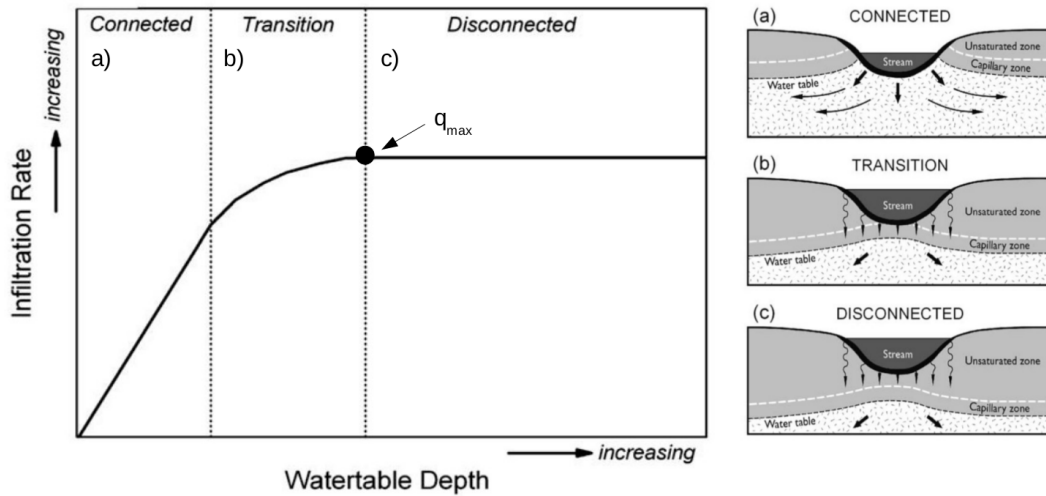 Connected Transition Disconnected
a) b) c)
qmax
increasing
Infiltration Rate
increasing
Watertable Depth
(a) CONNECTED
Unsaturated zone
Stream
Capillary zone
Water table
(b) TRANSITION
Stream
Unsaturated zone
Capillary zone
Water table
(c) DISCONNECTED
Stream
Unsaturated zone
Capillary zone
Water table